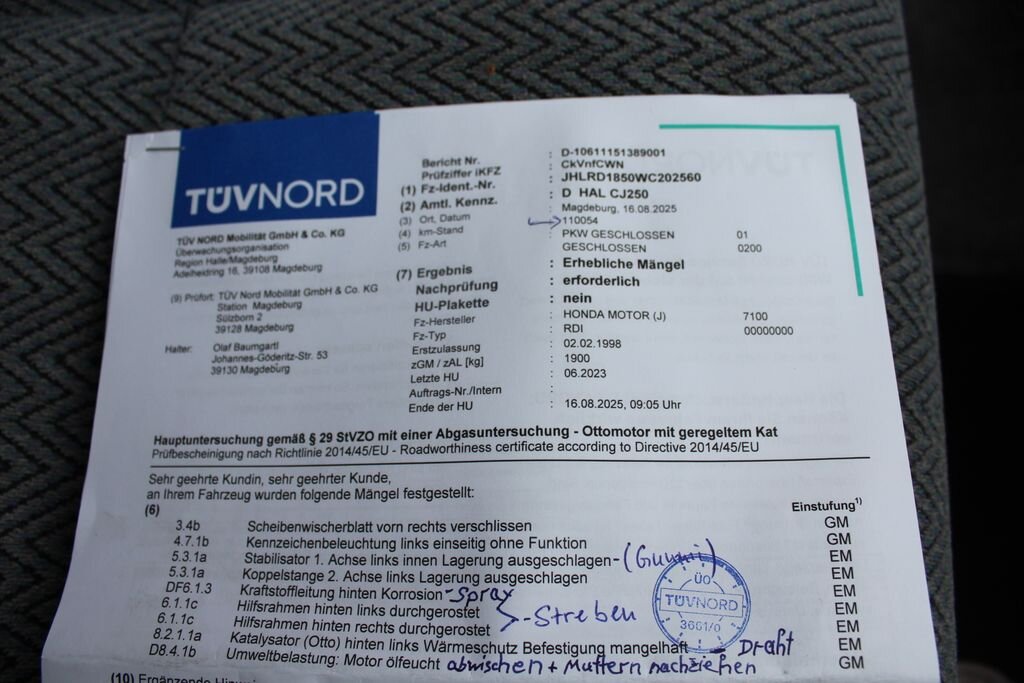 TÜVNORD
TÜV NORD Mobilität GmbH & Co. KG
Überwachungsorganisation
Region Halle/Magdeburg
Adelheidring 16, 39108 Magdeburg
(9) Prüfort: TÜV Nord Mobilität GmbH & Co. KG
Station Magdeburg
Sülzborn 2
39128 Magdeburg
Halter: Olaf Baumgartl
Johannes-Göderitz-Str. 53
39130 Magdeburg
Bericht Nr. : D-10611151389001
Prüfziffer iKFZ : CkVnfCWN
(1) Fz-Ident.-Nr. : JHLRD1850WC202560
(2) Amtl. Kennz. : D HAL CJ250
(3) Ort, Datum : Magdeburg, 16.08.2025
(4) km-Stand : 110054
(5) Fz-Art : PKW GESCHLOSSEN 01
GESCHLOSSEN 0200
(7) Ergebnis : Erhebliche Mängel
Nachprüfung : erforderlich
HU-Plakette : nein
Fz-Hersteller : HONDA MOTOR (J) 7100
Fz-Typ : RDI 00000000
Erstzulassung : 02.02.1998
zGM / zAL [kg] : 1900
Letzte HU : 06.2023
Auftrags-Nr./Intern :
Ende der HU : 16.08.2025, 09:05 Uhr
Hauptuntersuchung gemäß § 29 StVZO mit einer Abgasuntersuchung - Ottomotor mit geregeltem Kat
Prüfbescheinigung nach Richtlinie 2014/45/EU - Roadworthiness certificate according to Directive 2014/45/EU
Sehr geehrte Kundin, sehr geehrter Kunde,
an Ihrem Fahrzeug wurden folgende Mängel festgestellt:
(6) Einstufung1)
3.4b Scheibenwischerblatt vorn rechts verschlissen GM
4.7.1b Kennzeichenbeleuchtung links einseitig ohne Funktion GM
5.3.1a Stabilisator 1. Achse links innen Lagerung ausgeschlagen -(Gummi) EM
5.3.1a Koppelstange 2. Achse links Lagerung ausgeschlagen EM
DF6.1.3 Kraftstoffleitung hinten Korrosion -Spray EM
6.1.1c Hilfsrahmen hinten links durchgerostet EM
-Streben
6.1.1c Hilfsrahmen hinten rechts durchgerostet EM
8.2.1.1a Katalysator (Otto) hinten links Wärmeschutz Befestigung mangelhaft - Draht EM
D8.4.1b Umweltbelastung: Motor ölfeucht abwischen + Muttern nachziehen GM
ÜO
TÜVNORD
3661/0
(10) Ergänzende